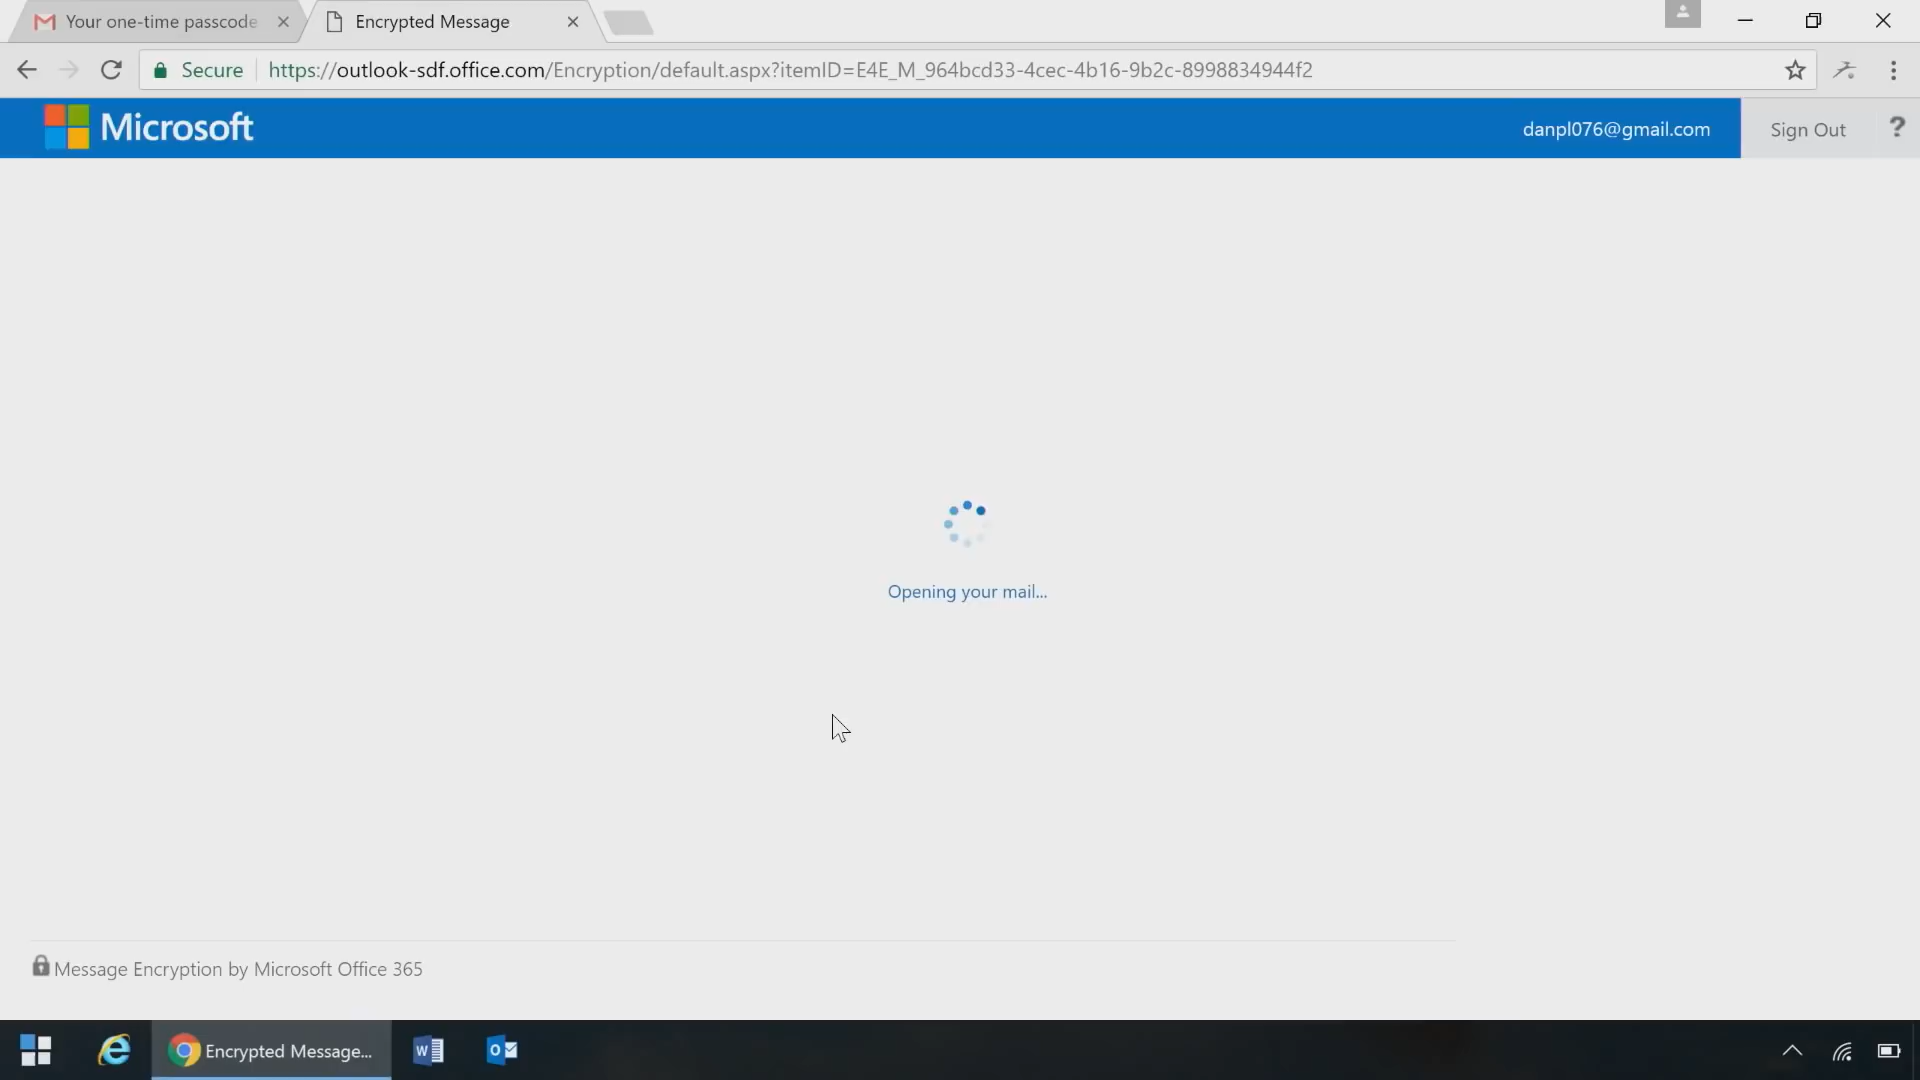 Your one-time passcode
Encrypted Message
Secure https://outlook-sdf.office.com/Encryption/default.aspx?itemID=E4E_M_964bcd33-4cec-4b16-9b2c-8998834944f2
Microsoft
danpl076@gmail.com
Sign Out
?
Opening your mail...
Message Encryption by Microsoft Office 365
Encrypted Message...